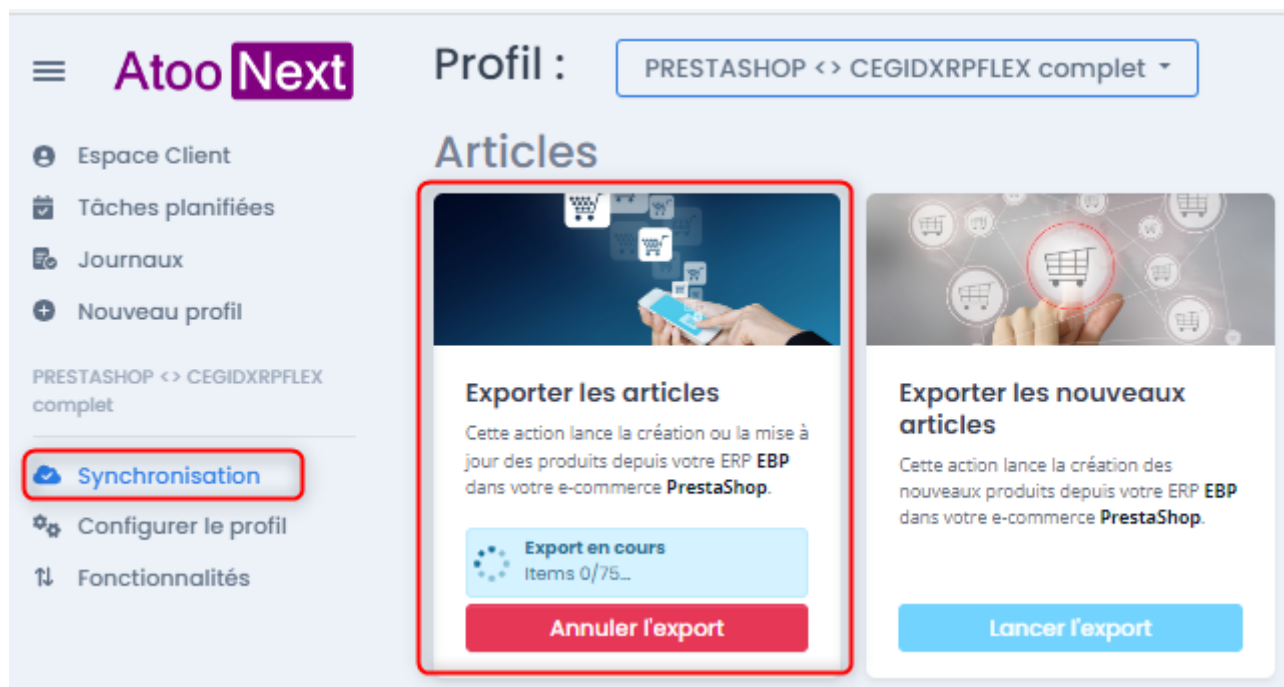 Atoo Next
Profil :
PRESTASHOP <> CEGIDXRPFLEX complet
Espace Client
Tâches planifiées
Journaux
Nouveau profil
PRESTASHOP <> CEGIDXRPFLEX
complet
Synchronisation
Configurer le profil
Fonctionnalités
Articles
Exporter les articles
Cette action lance la création ou la mise à
jour des produits depuis votre ERP EBP
dans votre e-commerce PrestaShop.
Export en cours
Items 0/75...
Annuler l'export
Exporter les nouveaux
articles
Cette action lance la création des
nouveaux produits depuis votre ERP EBP
dans votre e-commerce PrestaShop.
Lancer l'export